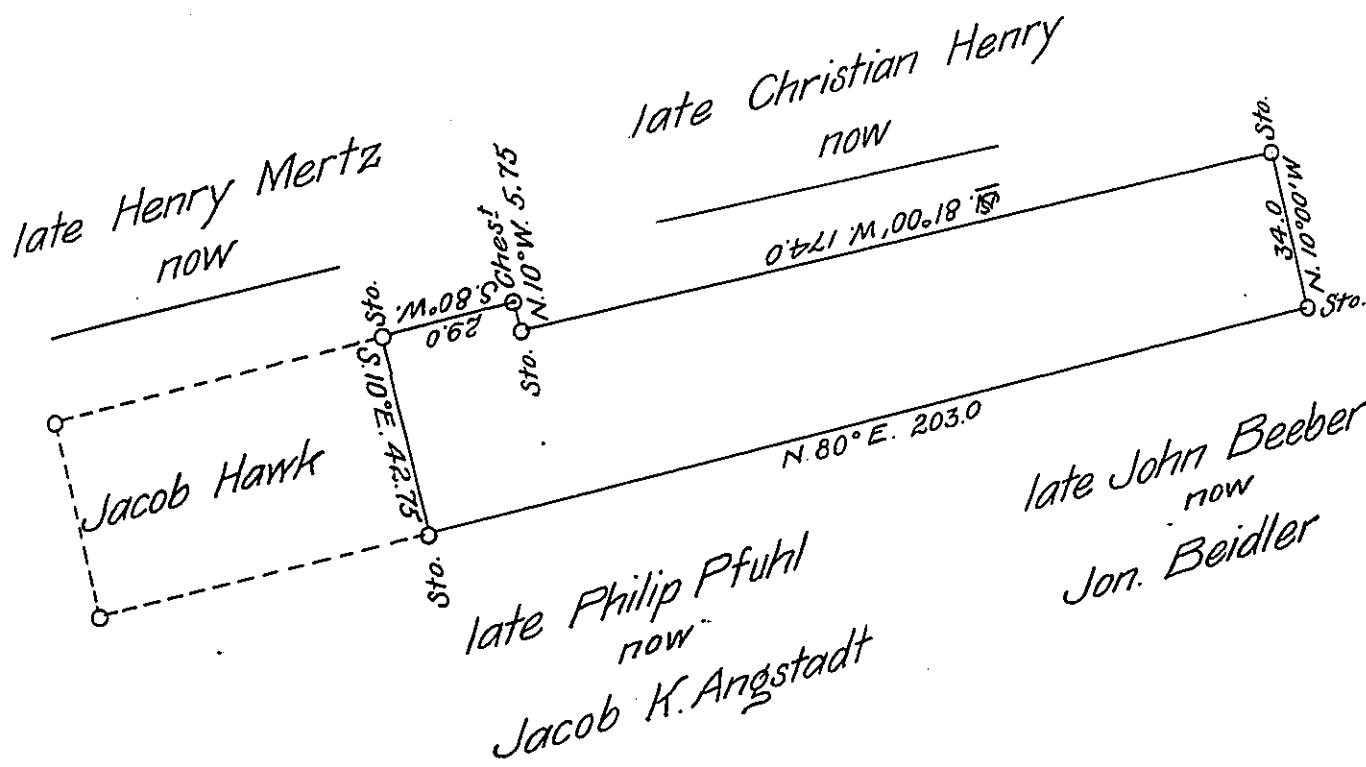 late Christian Henry
now
late Henry Mertz
now
Sto.
Chest
N.10°W. 5.75
S. 81°00'W. 174.0
34.0
N. 10°00'W
Sto.
Sto.
S.80°W.
29.0
Sto.
S.10°E. 42.75
Jacob Hawk
Sto.
N.80°E. 203.0
late John Beeber
now
Jon. Beidler
late Philip Pfuhl
now
Jacob K. Angstadt